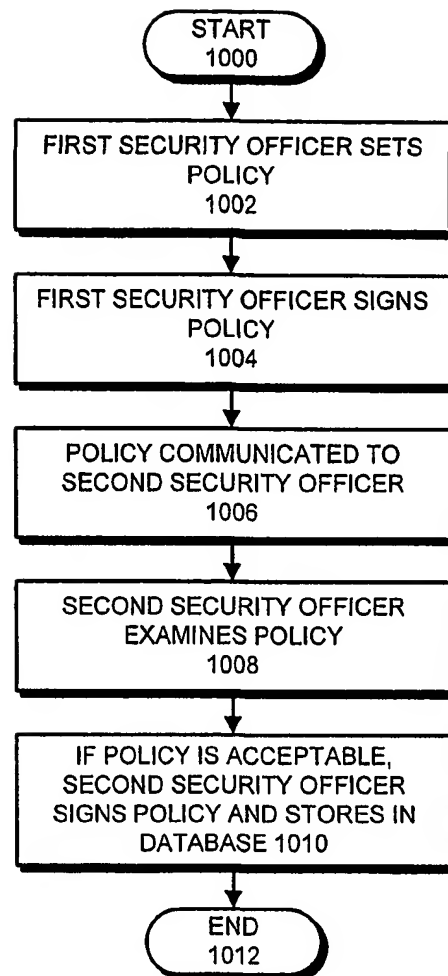 START
1000
FIRST SECURITY OFFICER SETS
POLICY
1002
FIRST SECURITY OFFICER SIGNS
POLICY
1004
POLICY COMMUNICATED TO
SECOND SECURITY OFFICER
1006
SECOND SECURITY OFFICER
EXAMINES POLICY
1008
IF POLICY IS ACCEPTABLE,
SECOND SECURITY OFFICER
SIGNS POLICY AND STORES IN
DATABASE 1010
END
1012